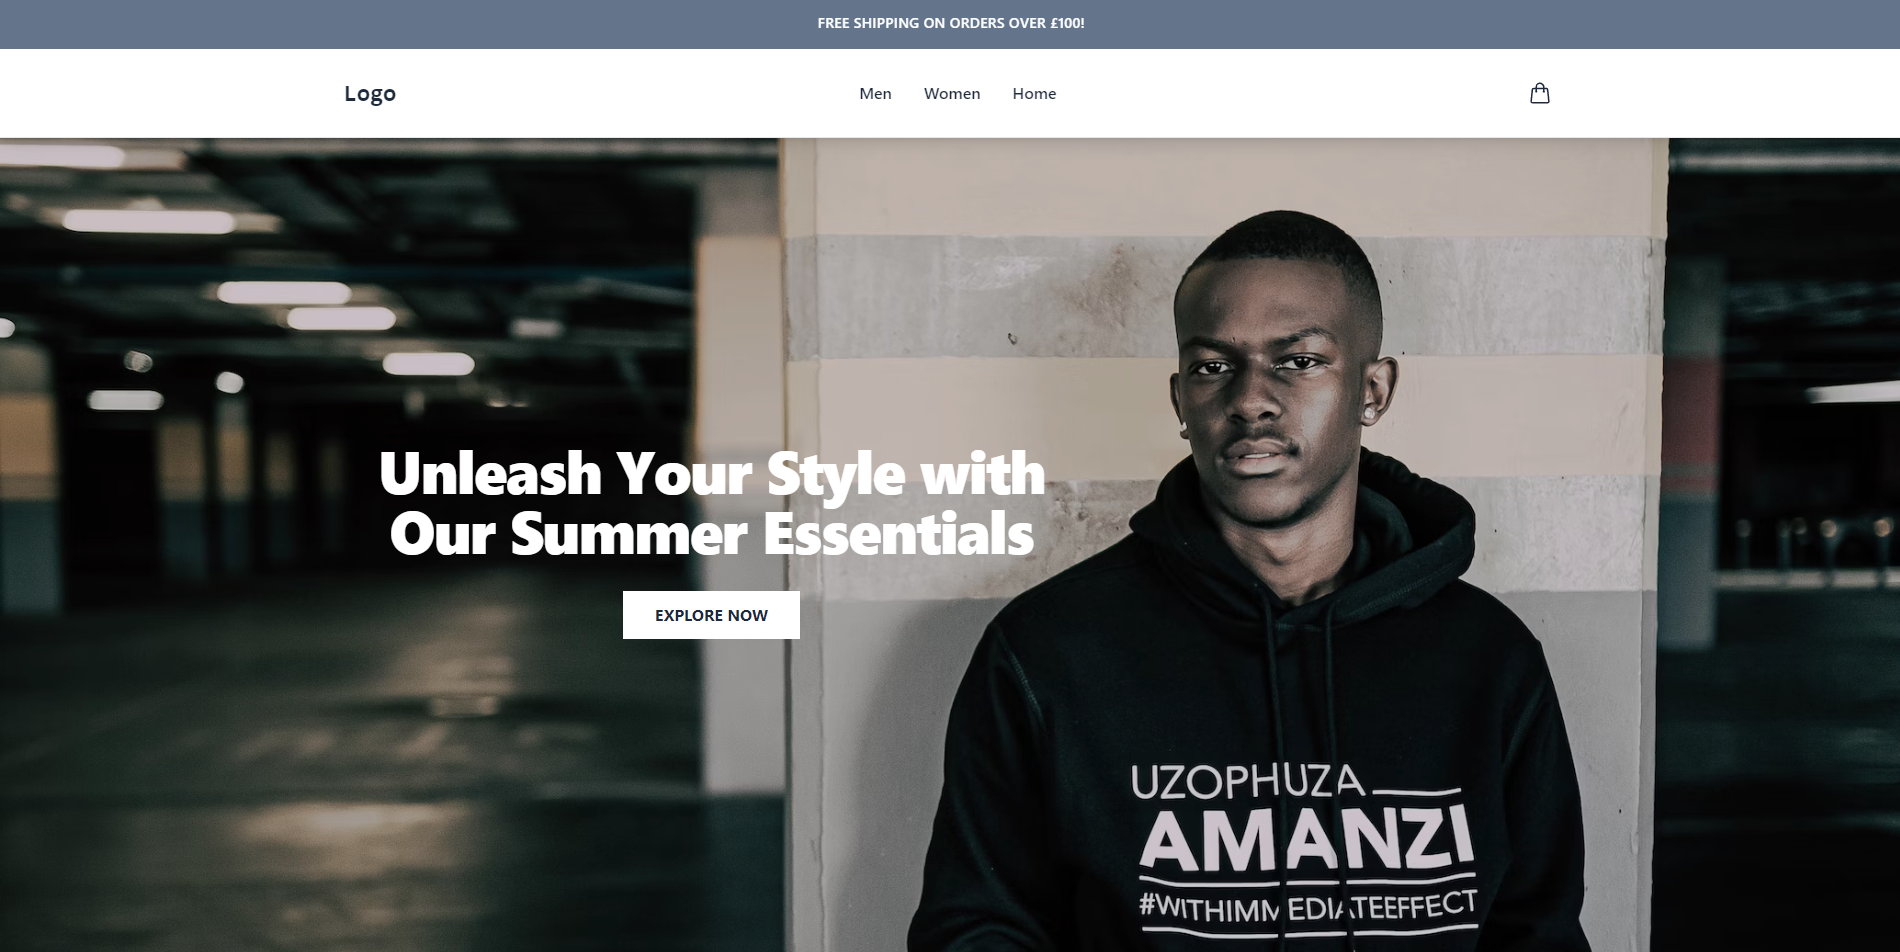 FREE SHIPPING ON ORDERS OVER £100!
Logo
Men Women Home
Unleash Your Style with
Our Summer Essentials
EXPLORE NOW
UZOPHUZA
AMANZI
#WITHIMMEDIATEEFFECT